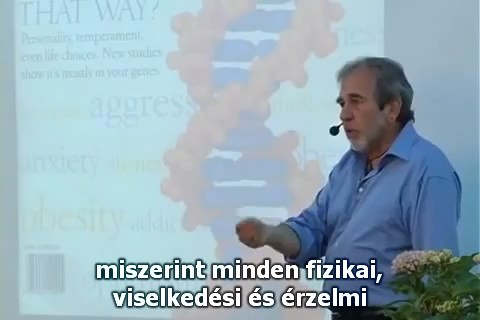 THAT WAY?
Personality, temperament,
even life choices. New studies
show it's mostly in your genes.
aggress
anxiety
obesity addic
miszerint minden fizikai,
viselkedési és érzelmi